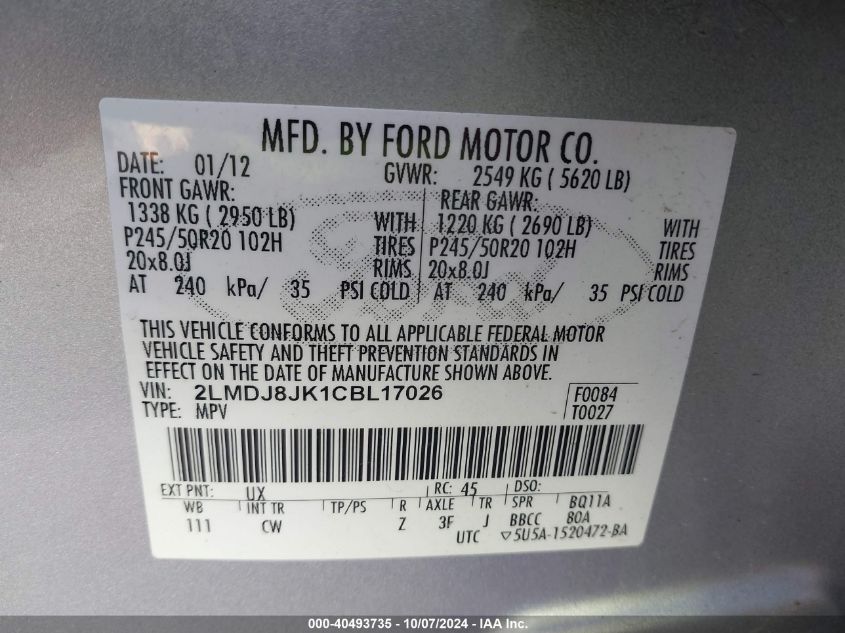 MFD. BY FORD MOTOR CO.
DATE: 01/12 GVWR: 2549 KG ( 5620 LB)
FRONT GAWR: REAR GAWR:
1338 KG ( 2950 LB) WITH 1220 KG ( 2690 LB) WITH
P245/50R20 102H TIRES P245/50R20 102H TIRES
20x8.0J RIMS 20x8.0J RIMS
AT 240 kPa/ 35 PSI COLD AT 240 kPa/ 35 PSI COLD
THIS VEHICLE CONFORMS TO ALL APPLICABLE FEDERAL MOTOR
VEHICLE SAFETY AND THEFT PREVENTION STANDARDS IN
EFFECT ON THE DATE OF MANUFACTURE SHOWN ABOVE.
VIN: 2LMDJ8JK1CBL17026 F0084
TYPE: MPV T0027
EXT PNT: UX RC: 45 DSO:
WB INT TR TP/PS R AXLE TR SPR BQ11A
111 CW Z 3F J BBCC 80A
UTC ▽5U5A-1520472-BA
000-40493735 - 10/07/2024 - IAA Inc.